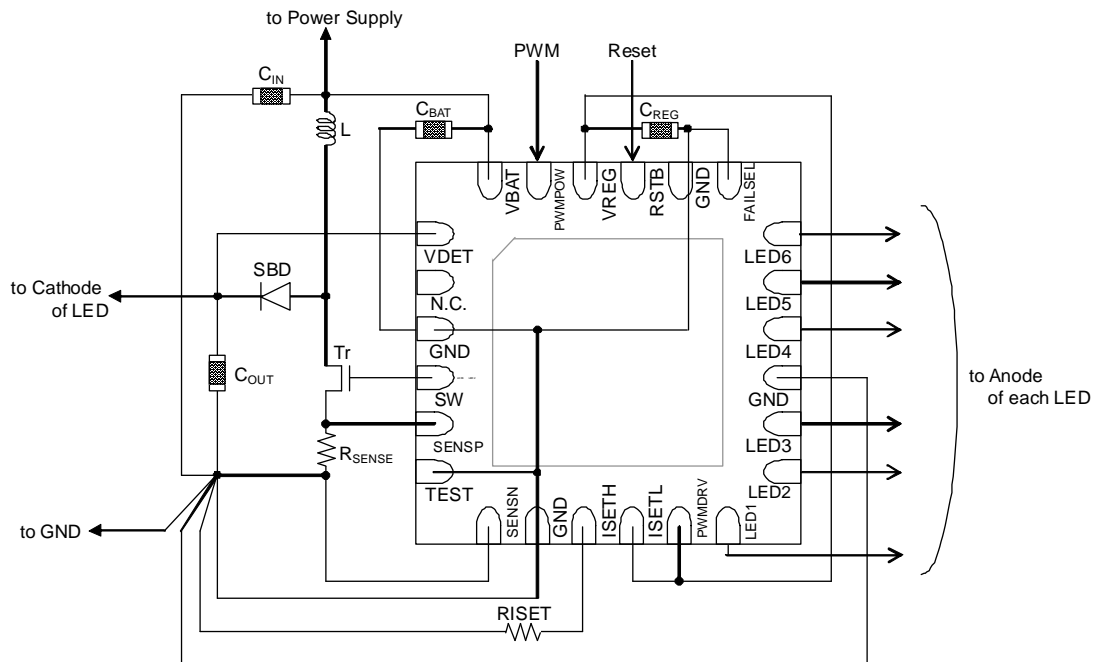 to Power Supply
PWM
Reset
CIN
CBAT
CREG
L
VBAT
PWMPOW
VREG
RSTB
GND
FAILSEL
VDET
LED6
SBD
to Cathode
of LED
N.C.
LED5
GND
LED4
Tr
COUT
SW
GND
to Anode
of each LED
RSENSE
SENSP
LED3
TEST
LED2
to GND
SENSN
GND
ISETH
ISETL
PWMDRV
LED1
RISET